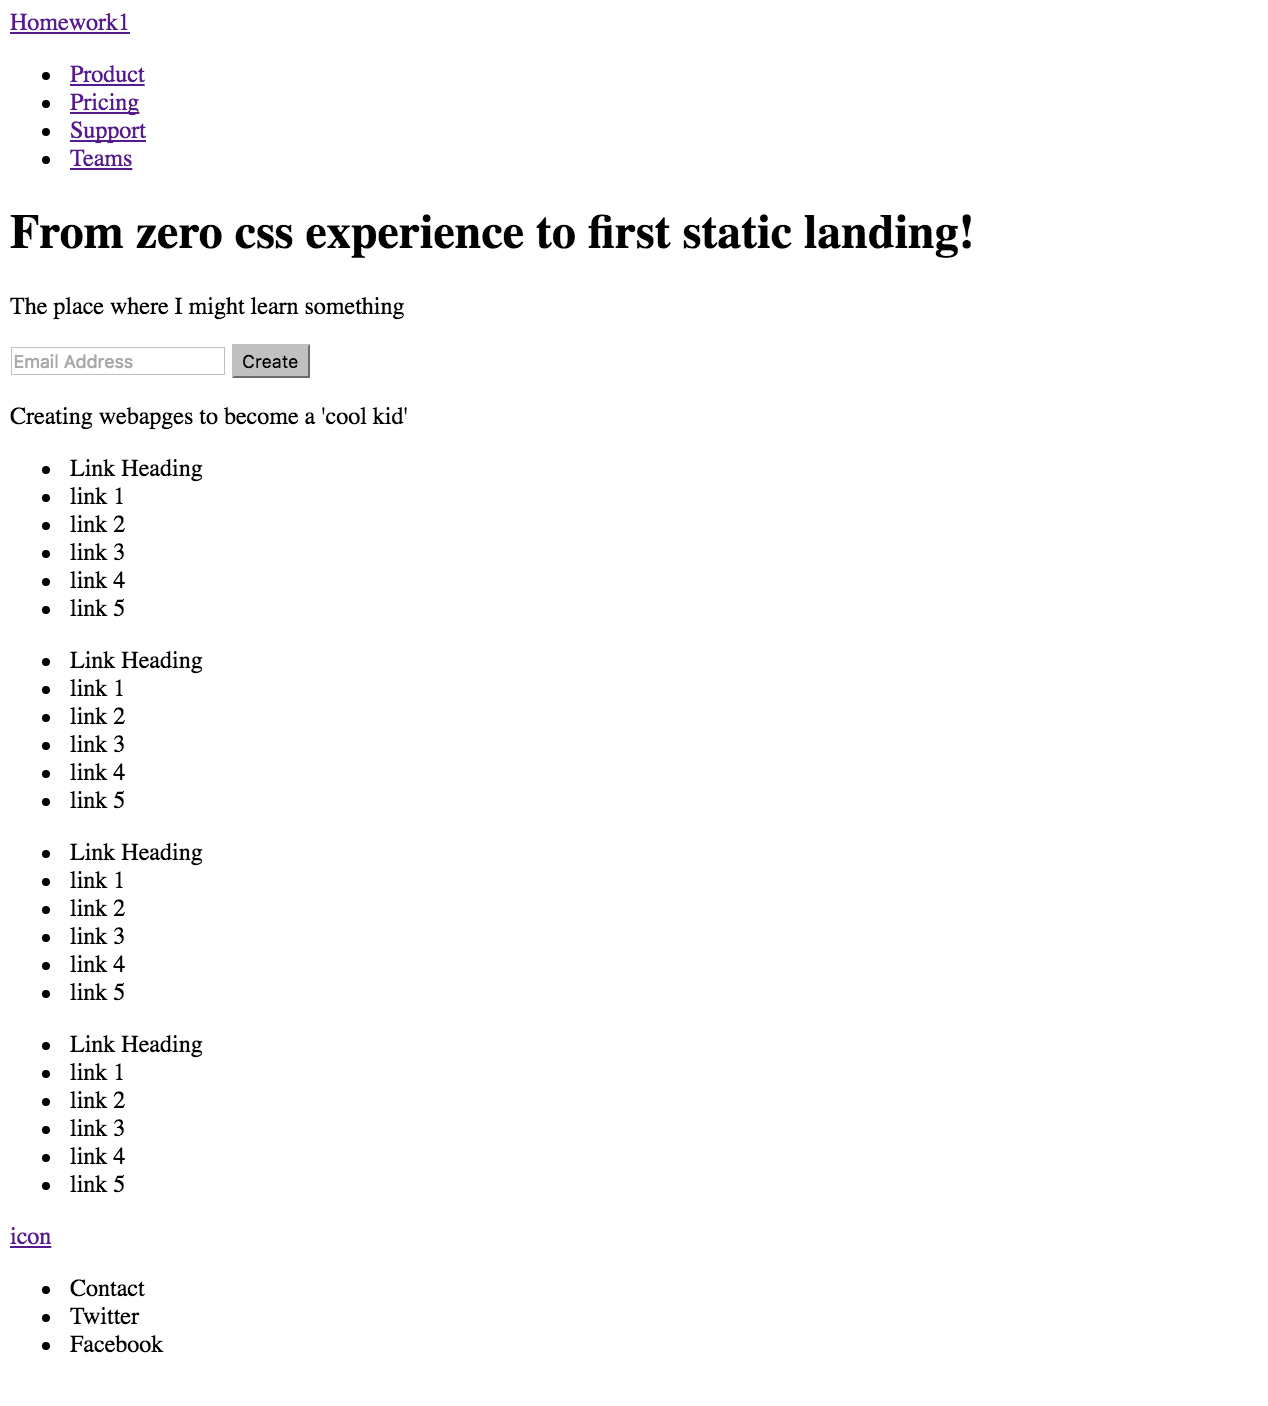 Homework1
Product
Pricing
Support
Teams
From zero css experience to first static landing!
The place where I might learn something
Email Address Create
Creating webapges to become a 'cool kid'
Link Heading
link 1
link 2
link 3
link 4
link 5
Link Heading
link 1
link 2
link 3
link 4
link 5
Link Heading
link 1
link 2
link 3
link 4
link 5
Link Heading
link 1
link 2
link 3
link 4
link 5
icon
Contact
Twitter
Facebook